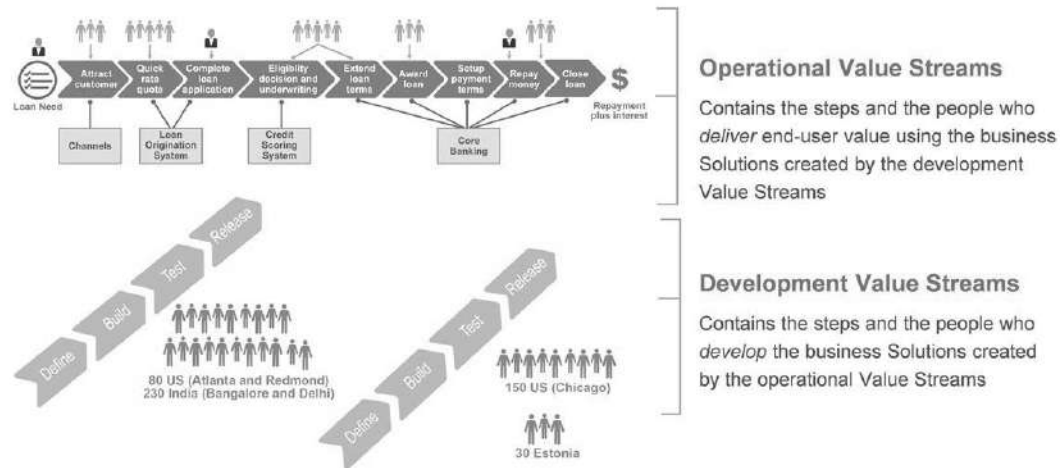 Attract
customer
Quick
rate
quote
Complete
loan
application
Eligibility
decision and
underwriting
Extend
loan
terms
Award
loan
Setup
payment
terms
Repay
money
Close
loan
$
Loan Need
Repayment
plus interest
Channels
Loan
Origination
System
Credit
Scoring
System
Core
Banking
Operational Value Streams
Contains the steps and the people who
deliver end-user value using the business
Solutions created by the development
Value Streams
Define
Build
Test
Release
80 US (Atlanta and Redmond)
230 India (Bangalore and Delhi)
Define
Build
Test
Release
150 US (Chicago)
30 Estonia
Development Value Streams
Contains the steps and the people who
develop the business Solutions created
by the operational Value Streams